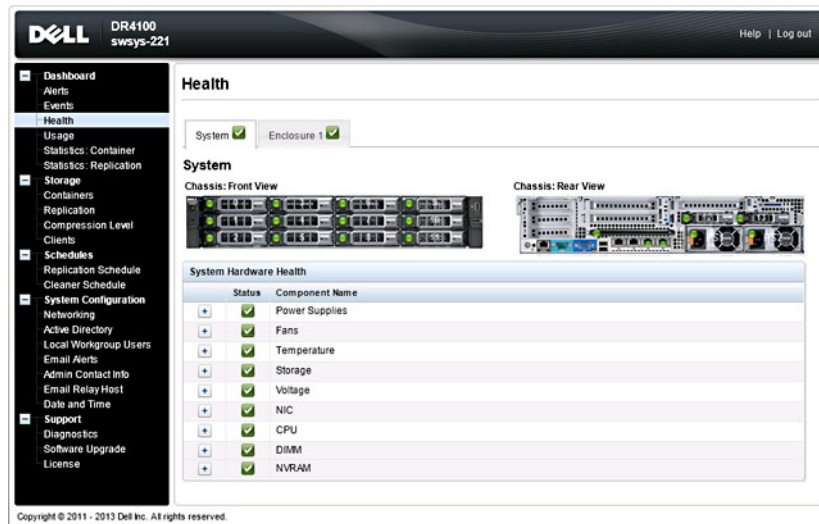 DELL
DR4100
swsys-221
Help | Log out
Dashboard
Alerts
Events
Health
Usage
Statistics: Container
Statistics: Replication
Storage
Containers
Replication
Compression Level
Clients
Schedules
Replication Schedule
Cleaner Schedule
System Configuration
Networking
Active Directory
Local Workgroup Users
Email Alerts
Admin Contact Info
Email Relay Host
Date and Time
Support
Diagnostics
Software Upgrade
License
Health
System
Enclosure 1
System
Chassis: Front View
Chassis: Rear View
System Hardware Health
Status Component Name
Power Supplies
Fans
Temperature
Storage
Voltage
NIC
CPU
DIMM
NVRAM
Copyright © 2011 - 2013 Dell Inc. All rights reserved.